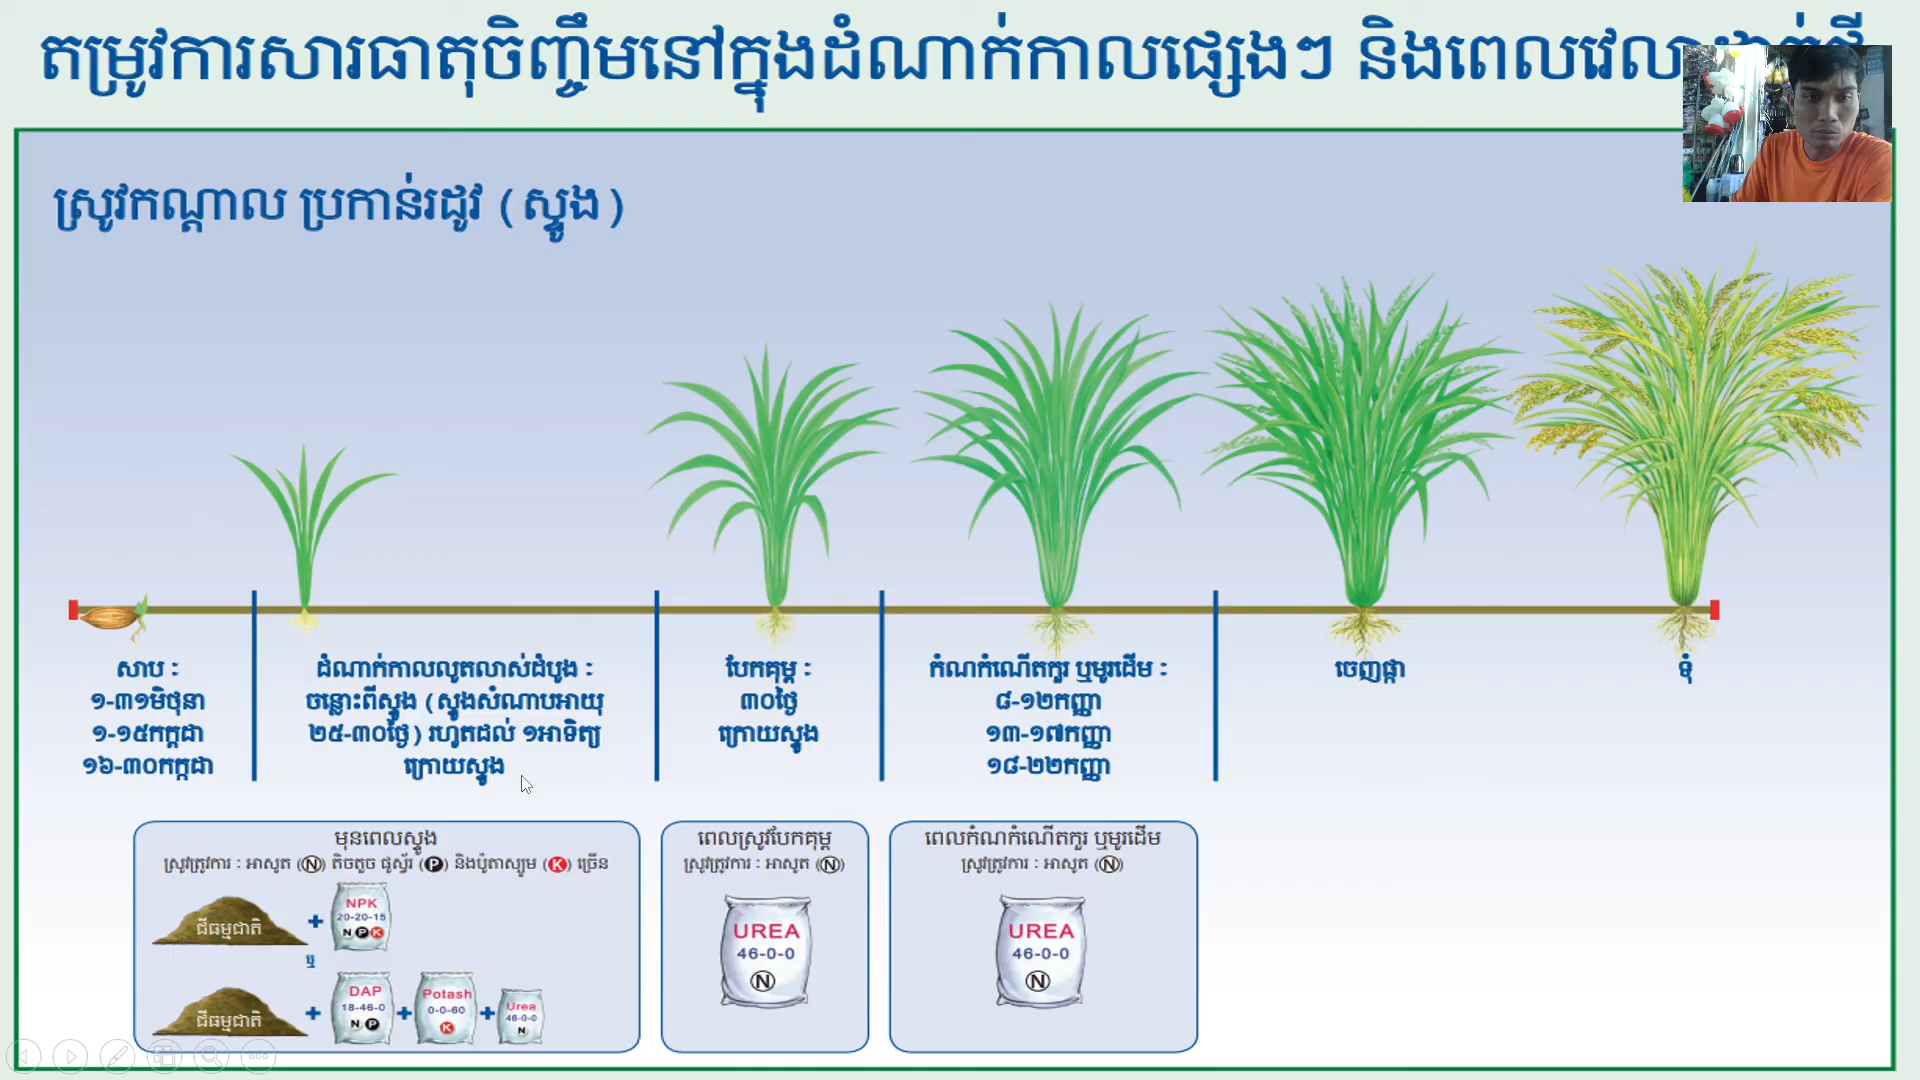 តម្រូវការសារធាតុចិញ្ចឹមនៅក្នុងដំណាក់កាលផ្សេងៗ និងពេលវេលា
ស្រូវកណ្តាល ប្រកាន់រដូវ (ស្ទូង)
សាប :
១-៣១មិថុនា
១-១៥កក្កដា
១៦-៣០កក្កដា
ដំណាក់កាលលូតលាស់ដំបូង :
ចន្លោះពីស្ទូង (ស្ទូងសំណាបអាយុ
២៥-៣០ថ្ងៃ) រហូតដល់ ១អាទិត្យ
ក្រោយស្ទូង
បែកគុម្ព :
៣០ថ្ងៃ
ក្រោយស្ទូង
កំណកំណើតកួរ ឬមូរដើម :
៨-១២កញ្ញា
១៣-១៧កញ្ញា
១៨-២២កញ្ញា
ចេញផ្កា
ទុំ
មុនពេលស្ទូង
ស្រូវត្រូវការ : អាសូត (N) តិចតួច ផូស្វ័រ (P) និងប៉ូតាស្យូម (K) ច្រើន
ជីធម្មជាតិ
+
NPK
20-20-15
N P K
ឬ
ជីធម្មជាតិ
+
DAP
18-46-0
N P
+
Potash
0-0-60
K
+
Urea
46-0-0
N
ពេលស្រូវបែកគុម្ព
ស្រូវត្រូវការ : អាសូត (N)
UREA
46-0-0
N
ពេលកំណកំណើតកួរ ឬមូរដើម
ស្រូវត្រូវការ : អាសូត (N)
UREA
46-0-0
N